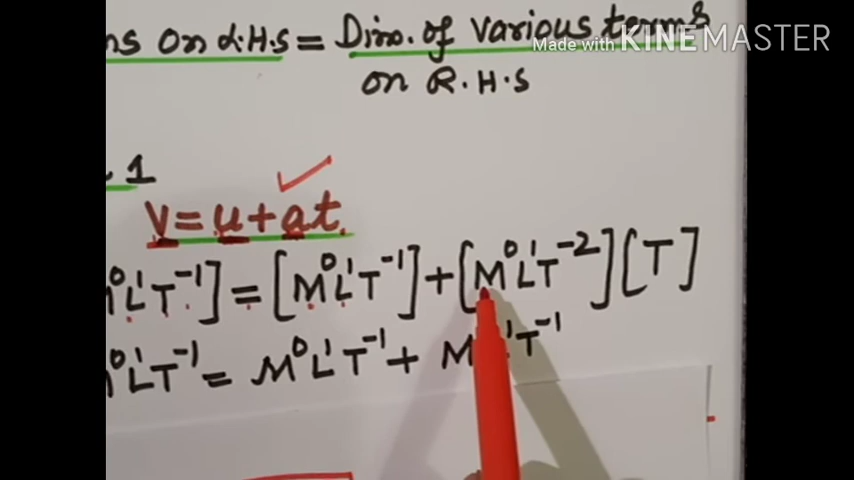 ns on L.H.S = Dim. of various terms
Made with KINEMASTER
on R.H.S
1
v = u + at
M⁰L¹T⁻¹] = [M⁰L¹T⁻¹] + [M⁰L¹T⁻²][T]
M⁰L¹T⁻¹ = M⁰L¹T⁻¹ + M L¹T⁻¹